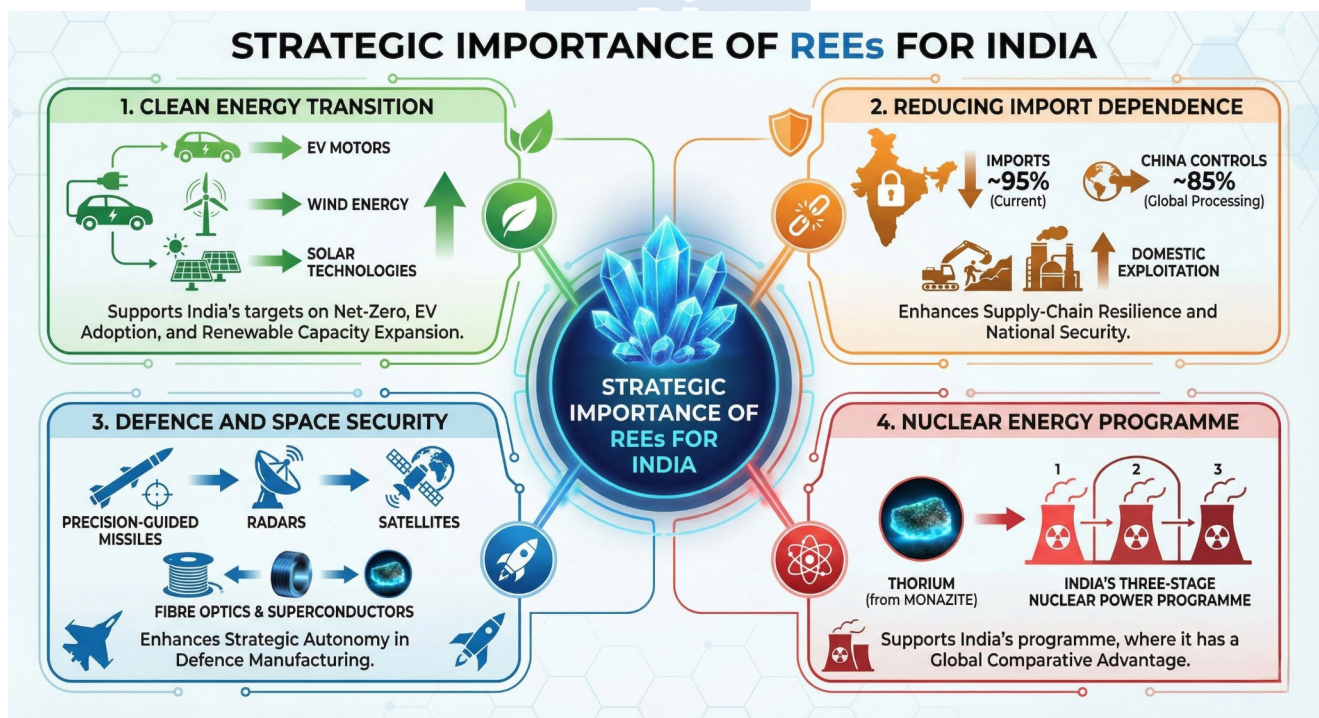 STRATEGIC IMPORTANCE OF REEs FOR INDIA
1. CLEAN ENERGY TRANSITION
EV MOTORS
WIND ENERGY
SOLAR
TECHNOLOGIES
Supports India's targets on Net-Zero, EV
Adoption, and Renewable Capacity Expansion.
2. REDUCING IMPORT DEPENDENCE
IMPORTS
~95%
(Current)
CHINA CONTROLS
~85%
(Global Processing)
DOMESTIC
EXPLOITATION
Enhances Supply-Chain Resilience and
National Security.
STRATEGIC
IMPORTANCE OF
REEs FOR
INDIA
3. DEFENCE AND SPACE SECURITY
PRECISION-GUIDED
MISSILES
RADARS
SATELLITES
FIBRE OPTICS & SUPERCONDUCTORS
Enhances Strategic Autonomy in
Defence Manufacturing.
4. NUCLEAR ENERGY PROGRAMME
1 2 3
THORIUM
(from MONAZITE)
INDIA'S THREE-STAGE
NUCLEAR POWER PROGRAMME
Supports India's programme, where it has a
Global Comparative Advantage.